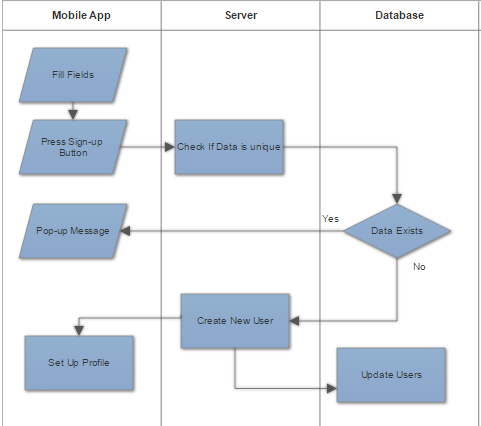 Mobile App
Server
Database
Fill Fields
Press Sign-up
Button
Check If Data is unique
Yes
Pop-up Message
Data Exists
No
Create New User
Set Up Profile
Update Users